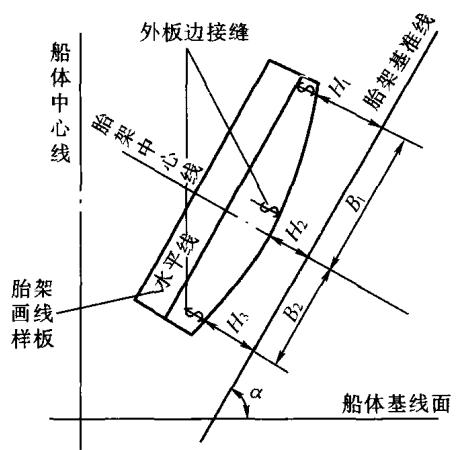 外板边接缝
船体中心线
胎架中心线
胎架基准线
H₁
B₁
H₂
水平线
胎架
画线
样板
H₃
B₂
α
船体基线面